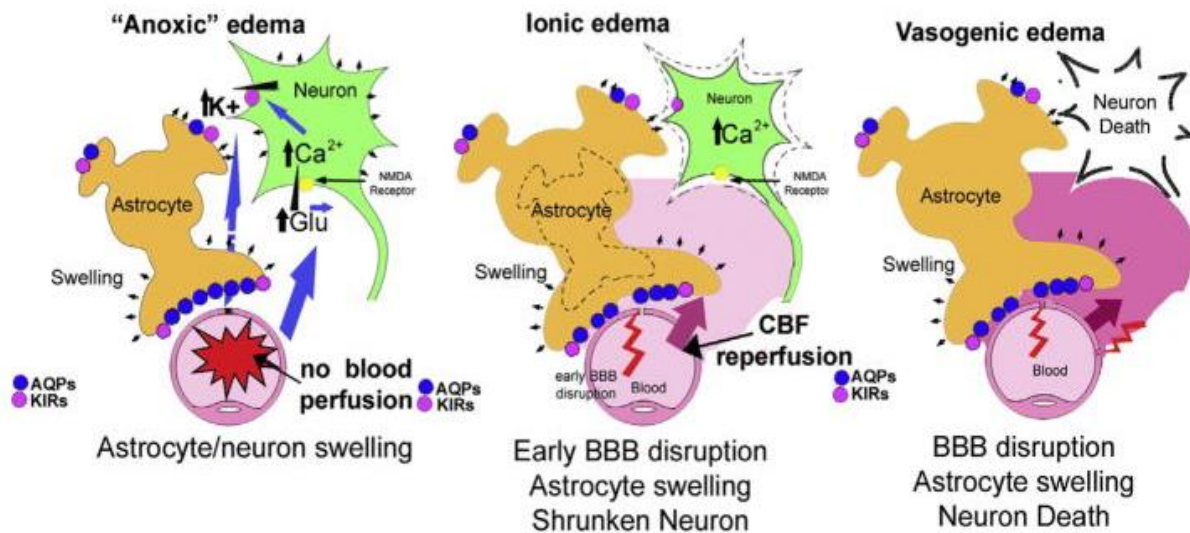 “Anoxic” edema
Neuron
K+
Ca2+
NMDA
Receptor
Glu
Astrocyte
Swelling
no blood
perfusion
AQPs
KIRs
Astrocyte/neuron swelling
Ionic edema
Neuron
Ca2+
NMDA
Receptor
Astrocyte
Swelling
CBF
reperfusion
early BBB
disruption
Blood
AQPs
KIRs
Early BBB disruption
Astrocyte swelling
Shrunken Neuron
Vasogenic edema
Neuron
Death
Astrocyte
Swelling
Blood
AQPs
KIRs
BBB disruption
Astrocyte swelling
Neuron Death